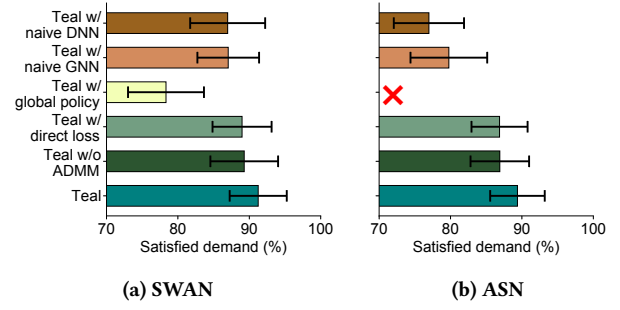 Teal w/
naive DNN
Teal w/
naive GNN
Teal w/
global policy
Teal w/
direct loss
Teal w/o
ADMM
Teal
70 80 90 100
Satisfied demand (%)
(a) SWAN
70 80 90 100
Satisfied demand (%)
(b) ASN